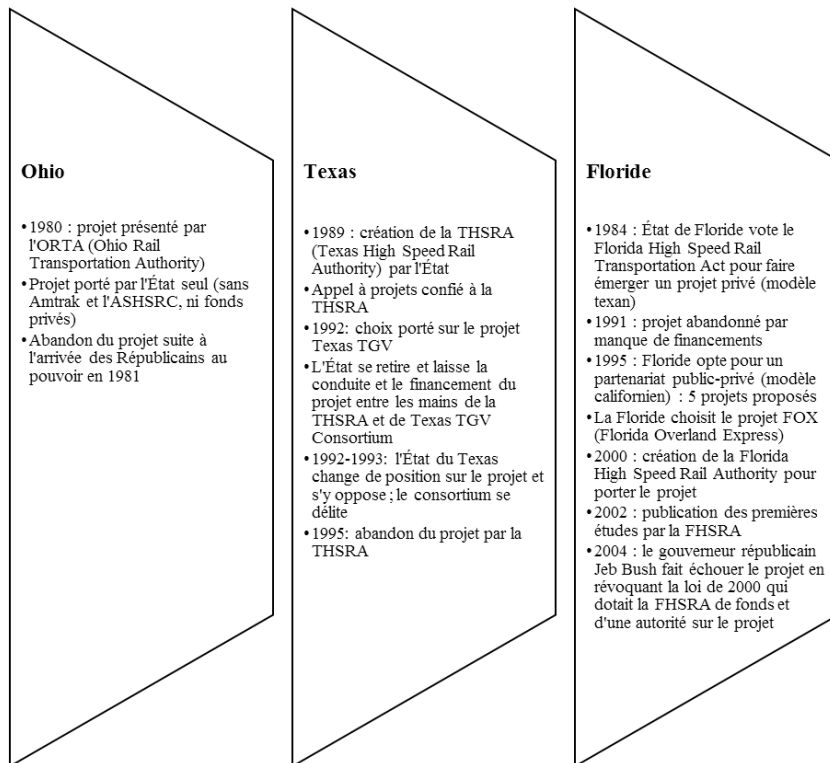 Ohio
•1980 : projet présenté par
l'ORTA (Ohio Rail
Transportation Authority)
•Projet porté par l'État seul (sans
Amtrak et l'ASHSRC, ni fonds
privés)
•Abandon du projet suite à
l'arrivée des Républicains au
pouvoir en 1981
Texas
•1989 : création de la THSRA
(Texas High Speed Rail
Authority) par l'État
•Appel à projets confié à la
THSRA
•1992: choix porté sur le projet
Texas TGV
•L'État se retire et laisse la
conduite et le financement du
projet entre les mains de la
THSRA et de Texas TGV
Consortium
•1992-1993: l'État du Texas
change de position sur le projet et
s'y oppose ; le consortium se
délite
•1995: abandon du projet par la
THSRA
Floride
•1984 : État de Floride vote le
Florida High Speed Rail
Transportation Act pour faire
émerger un projet privé (modèle
texan)
•1991 : projet abandonné par
manque de financements
•1995 : Floride opte pour un
partenariat public-privé (modèle
californien) : 5 projets proposés
•La Floride choisit le projet FOX
(Florida Overland Express)
•2000 : création de la Florida
High Speed Rail Authority pour
porter le projet
•2002 : publication des premières
études par la FHSRA
•2004 : le gouverneur républicain
Jeb Bush fait échouer le projet en
révoquant la loi de 2000 qui
dotait la FHSRA de fonds et
d'une autorité sur le projet